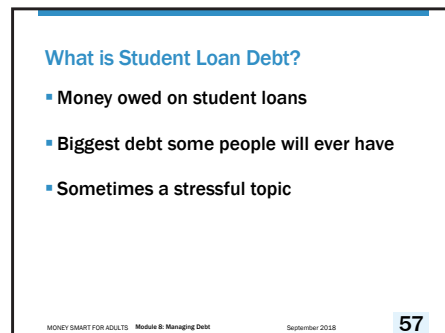 What is Student Loan Debt?
▪ Money owed on student loans
▪ Biggest debt some people will ever have
▪ Sometimes a stressful topic
MONEY SMART FOR ADULTS Module 8: Managing Debt September 2018 57